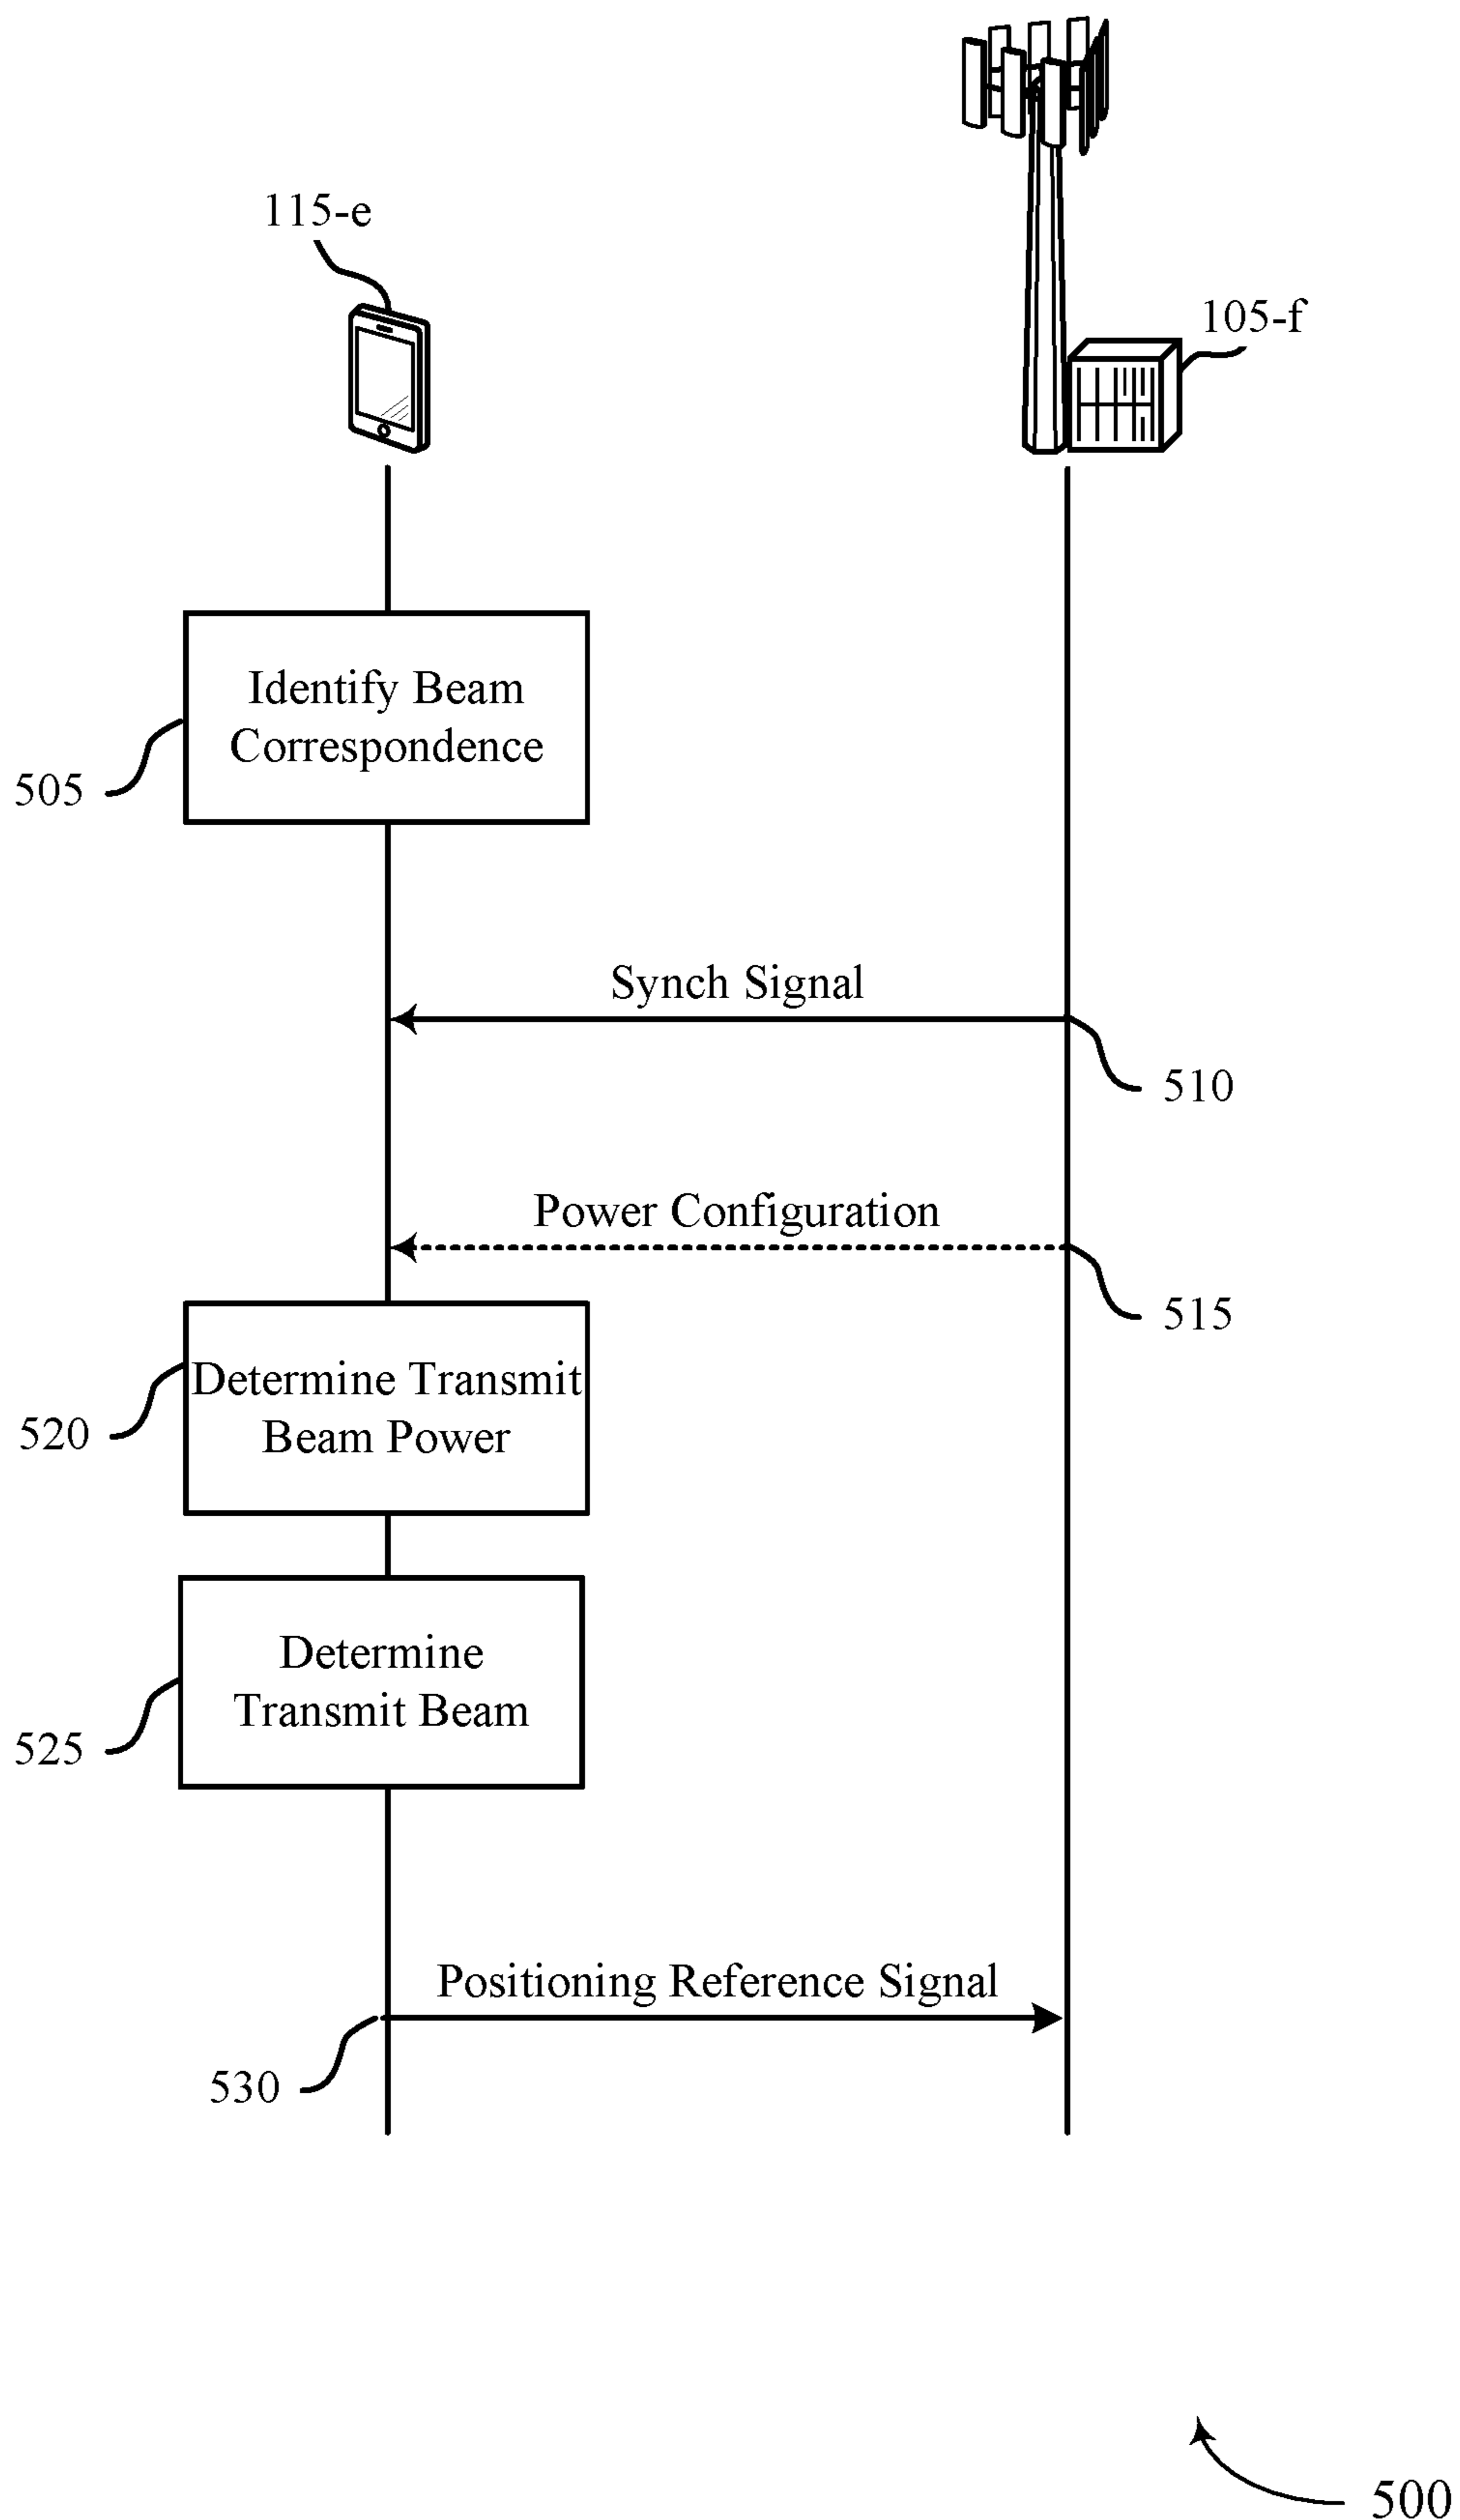 115-e
105-f
Identify Beam
Correspondence
505
Synch Signal
510
Power Configuration
515
Determine Transmit
Beam Power
520
Determine
Transmit Beam
525
Positioning Reference Signal
530
500